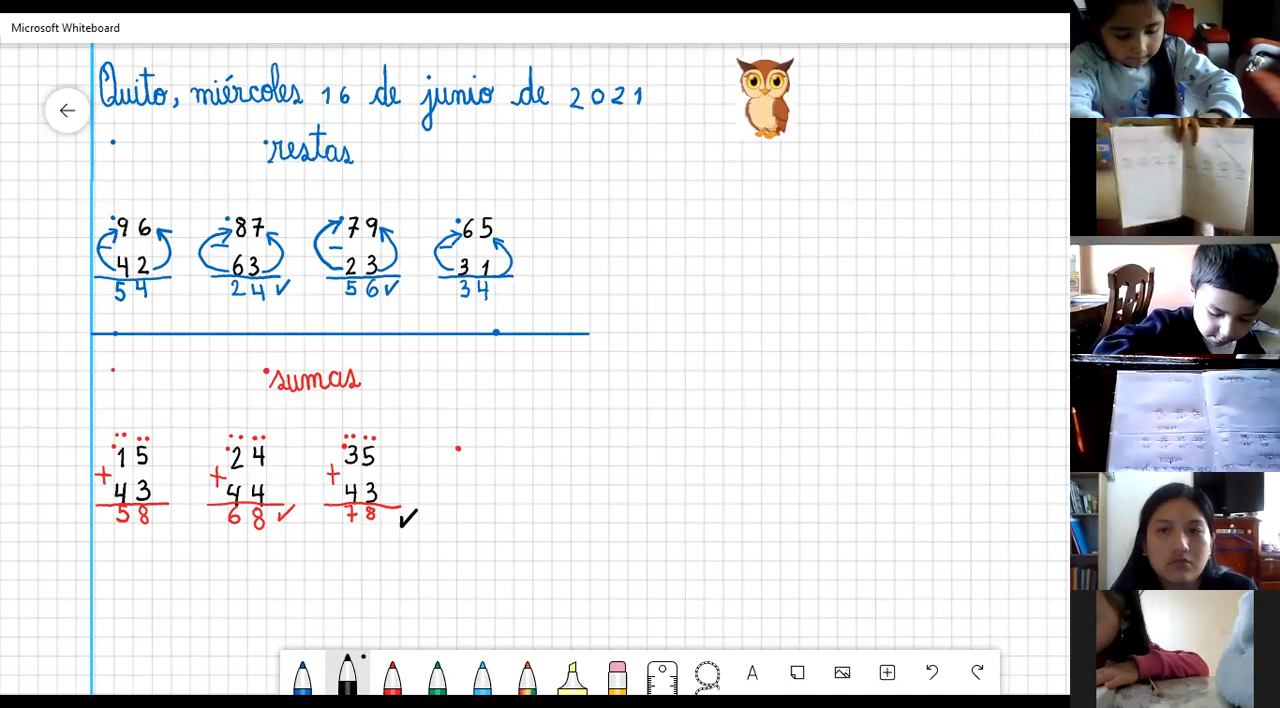 Microsoft Whiteboard
Quito, miércoles 16 de junio de 2021
restas
96 87 79 65
- 42 - 63 - 23 - 31
54 24 ✓ 56 ✓ 34
sumas
15 24 35
+ 43 + 44 + 43
58 68 ✓ 78 ✓
A